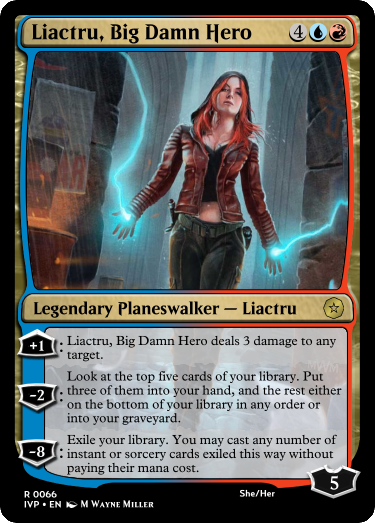 Liactru, Big Damn Hero 4
Legendary Planeswalker — Liactru
+1: Liactru, Big Damn Hero deals 3 damage to any
target.
-2: Look at the top five cards of your library. Put
three of them into your hand, and the rest either
on the bottom of your library in any order or
into your graveyard.
-8: Exile your library. You may cast any number of
instant or sorcery cards exiled this way without
paying their mana cost.
5
R 0066 She/Her
IVP • EN M Wayne Miller